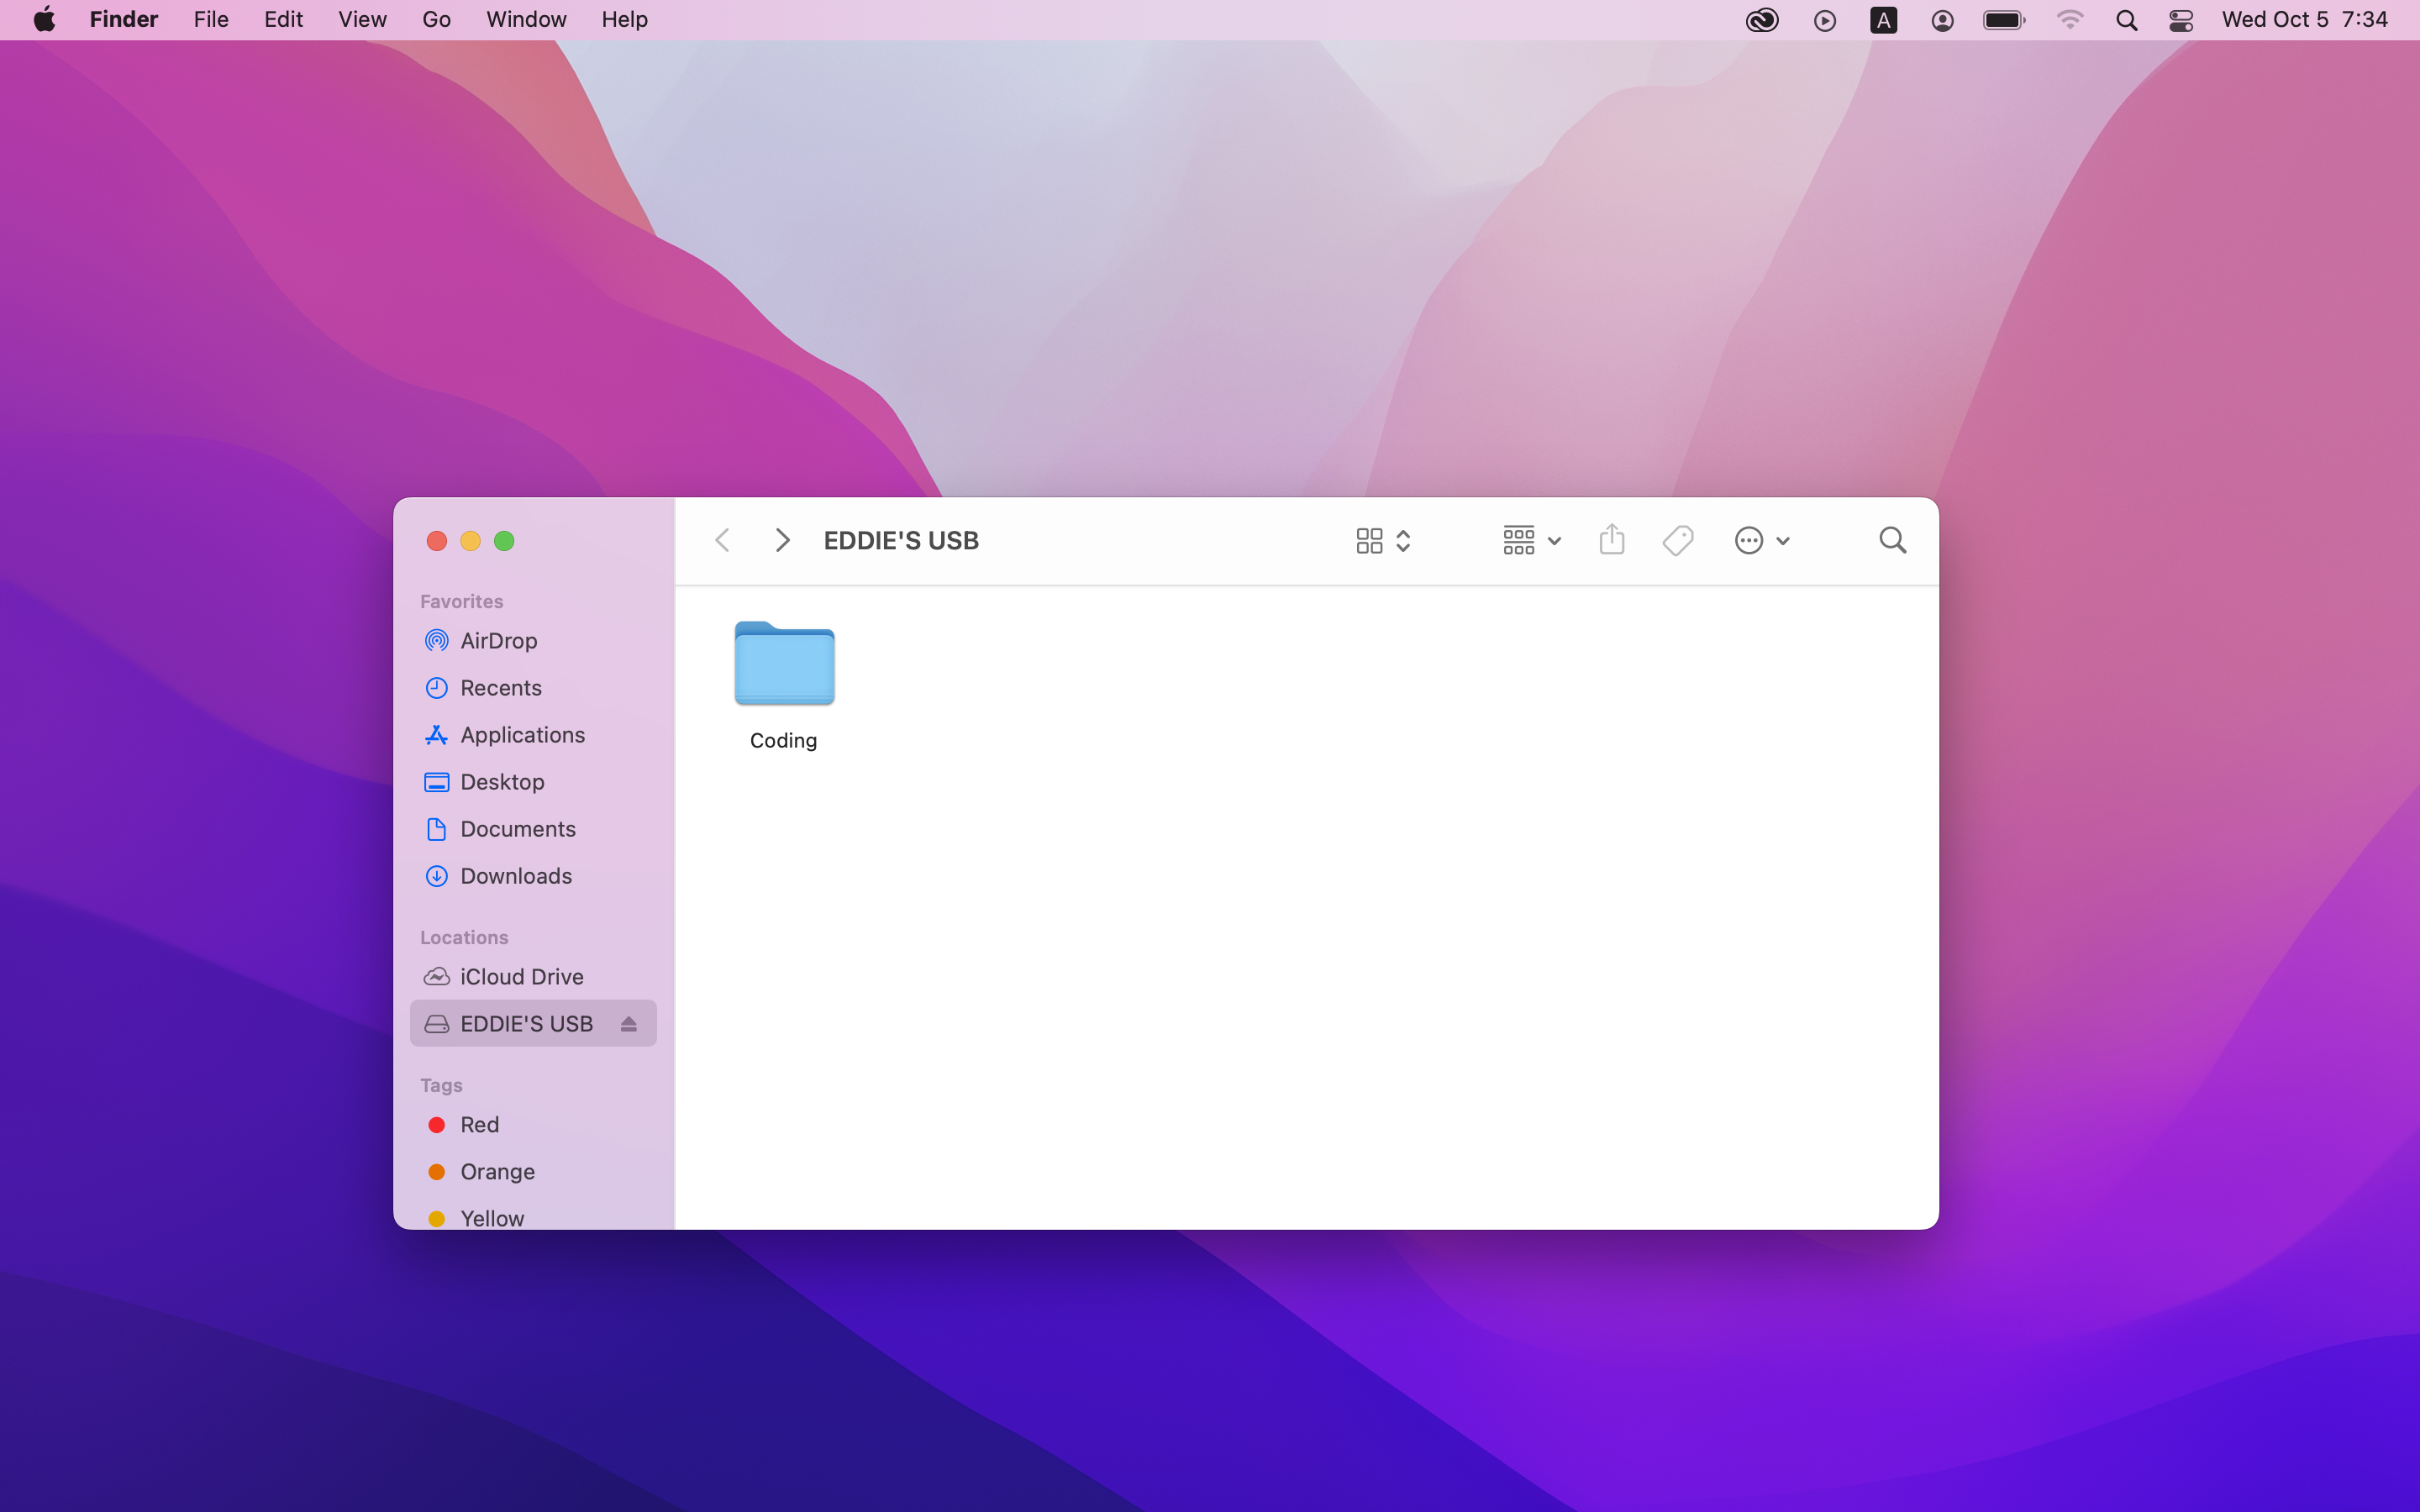 Finder File Edit View Go Window Help A Wed Oct 5 7:34
EDDIE'S USB
Favorites
AirDrop
Recents
Applications
Desktop
Documents
Downloads
Locations
iCloud Drive
EDDIE'S USB
Tags
Red
Orange
Yellow
Coding